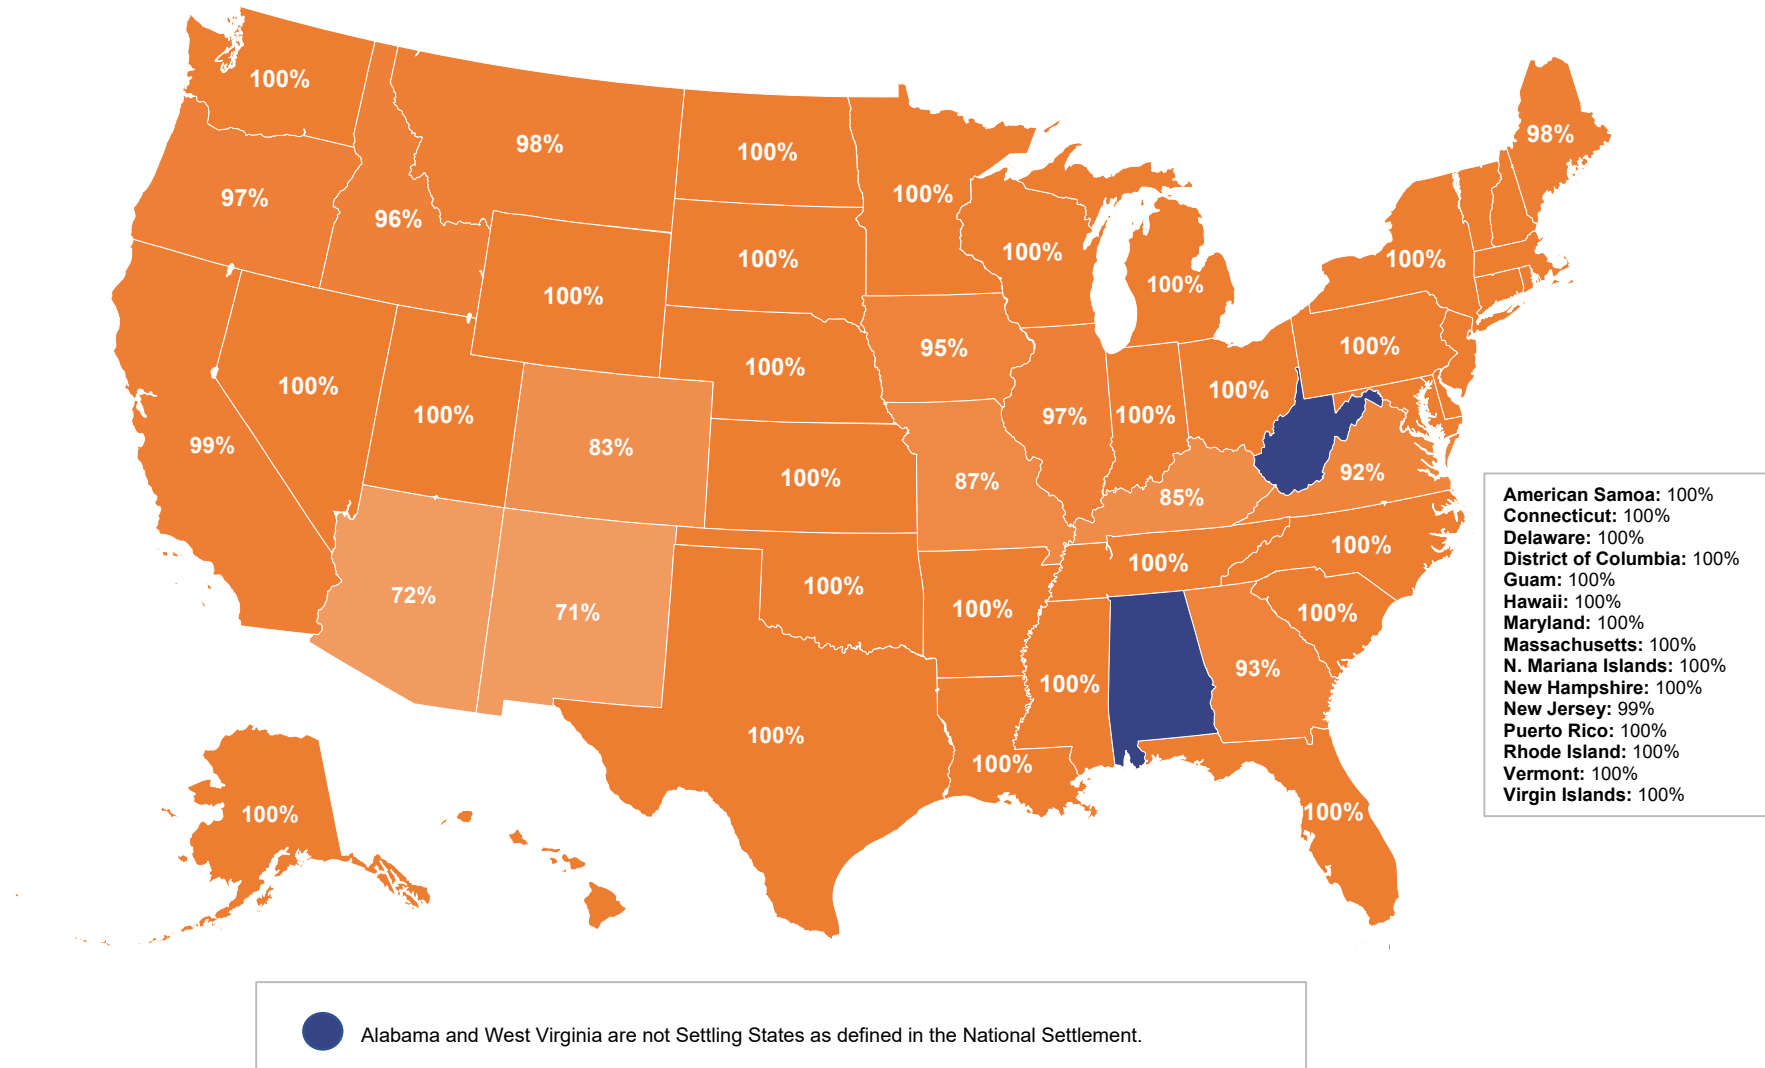 100%
98%
98%
100%
100%
97%
96%
100%
100%
100%
100%
100%
100%
95%
100%
100%
100%
100%
97%
100%
100%
99%
83%
100%
87%
85%
92%
100%
100%
72%
71%
100%
100%
100%
93%
100%
100%
100%
100%
100%
American Samoa: 100%
Connecticut: 100%
Delaware: 100%
District of Columbia: 100%
Guam: 100%
Hawaii: 100%
Maryland: 100%
Massachusetts: 100%
N. Mariana Islands: 100%
New Hampshire: 100%
New Jersey: 99%
Puerto Rico: 100%
Rhode Island: 100%
Vermont: 100%
Virgin Islands: 100%
Alabama and West Virginia are not Settling States as defined in the National Settlement.